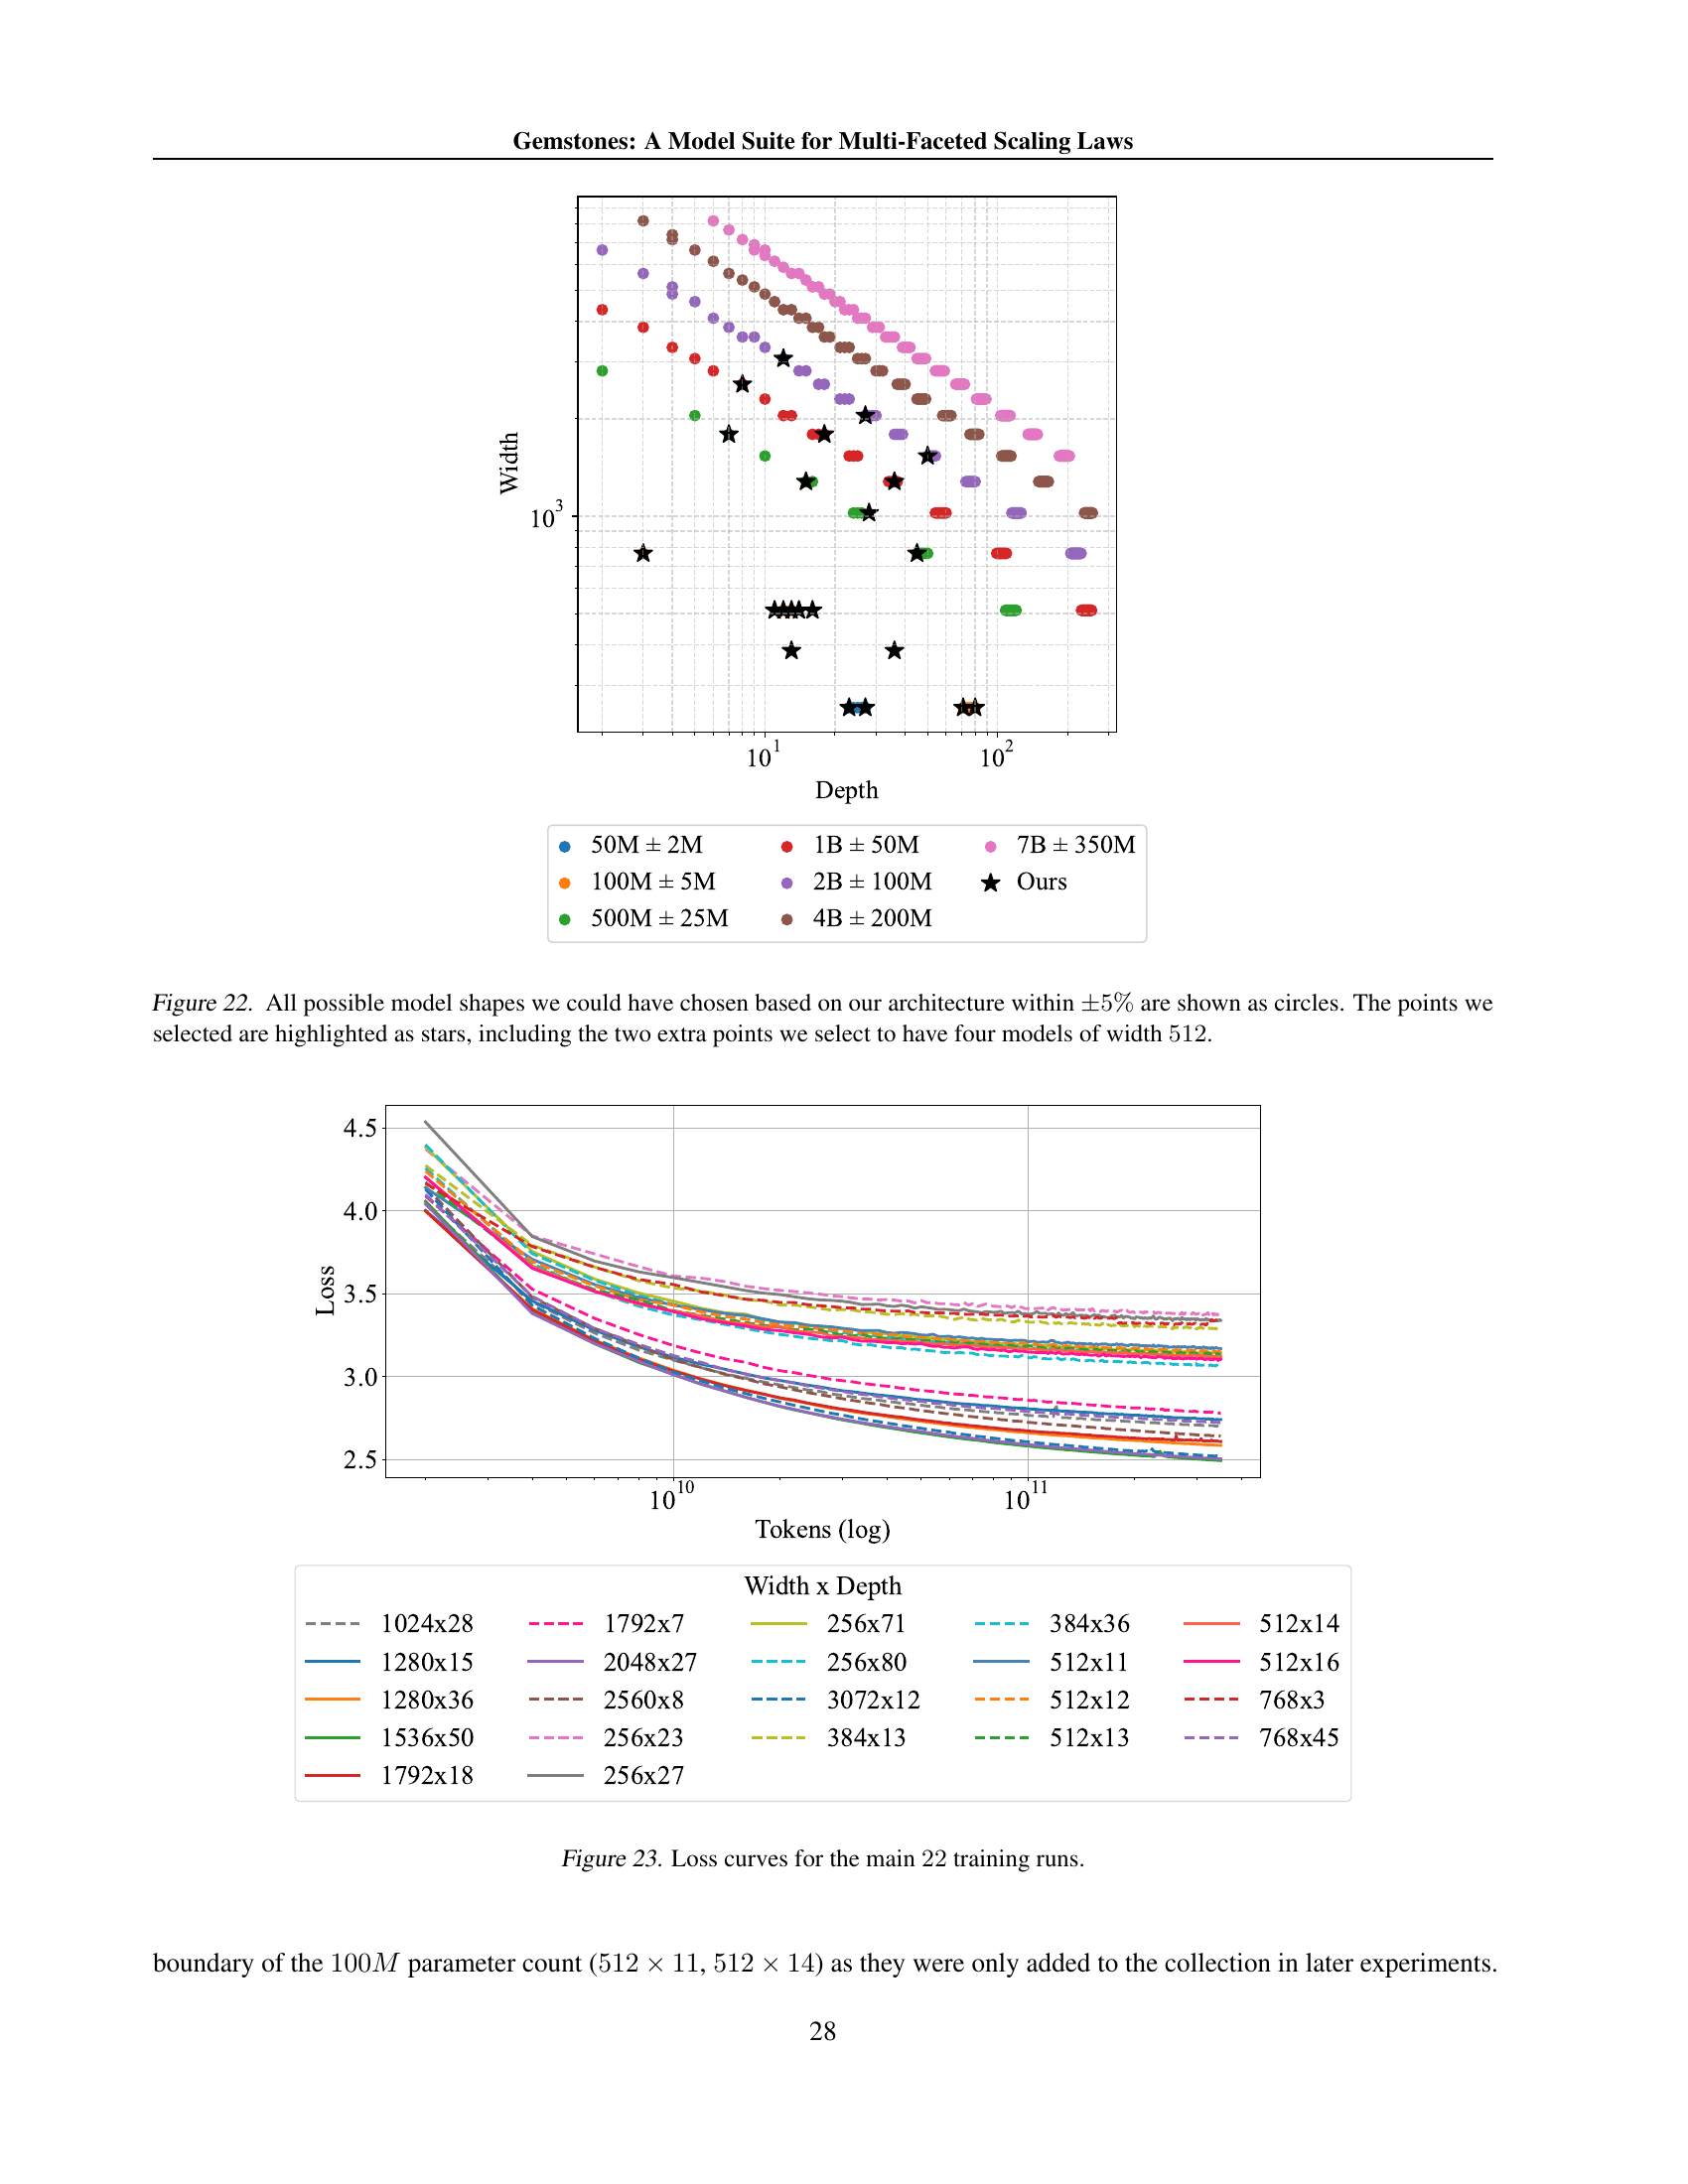 Gemstones: A Model Suite for Multi-Faceted Scaling Laws
Width
10^3
10^1
10^2
Depth
50M ± 2M
100M ± 5M
500M ± 25M
1B ± 50M
2B ± 100M
4B ± 200M
7B ± 350M
Ours
Figure 22. All possible model shapes we could have chosen based on our architecture within ±5% are shown as circles. The points we
selected are highlighted as stars, including the two extra points we select to have four models of width 512.
4.5
4.0
3.5
3.0
2.5
Loss
10^10
10^11
Tokens (log)
Width x Depth
1024x28
1280x15
1280x36
1536x50
1792x18
1792x7
2048x27
2560x8
256x23
256x27
256x71
256x80
3072x12
384x13
384x36
512x11
512x12
512x13
512x14
512x16
768x3
768x45
Figure 23. Loss curves for the main 22 training runs.
boundary of the 100M parameter count (512 × 11, 512 × 14) as they were only added to the collection in later experiments.
28